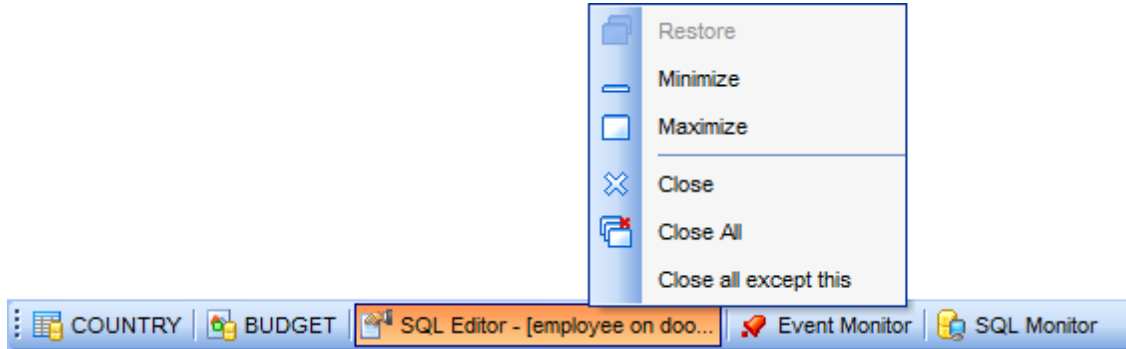 Restore
Minimize
Maximize
Close
Close All
Close all except this
COUNTRY BUDGET SQL Editor - [employee on doo... Event Monitor SQL Monitor